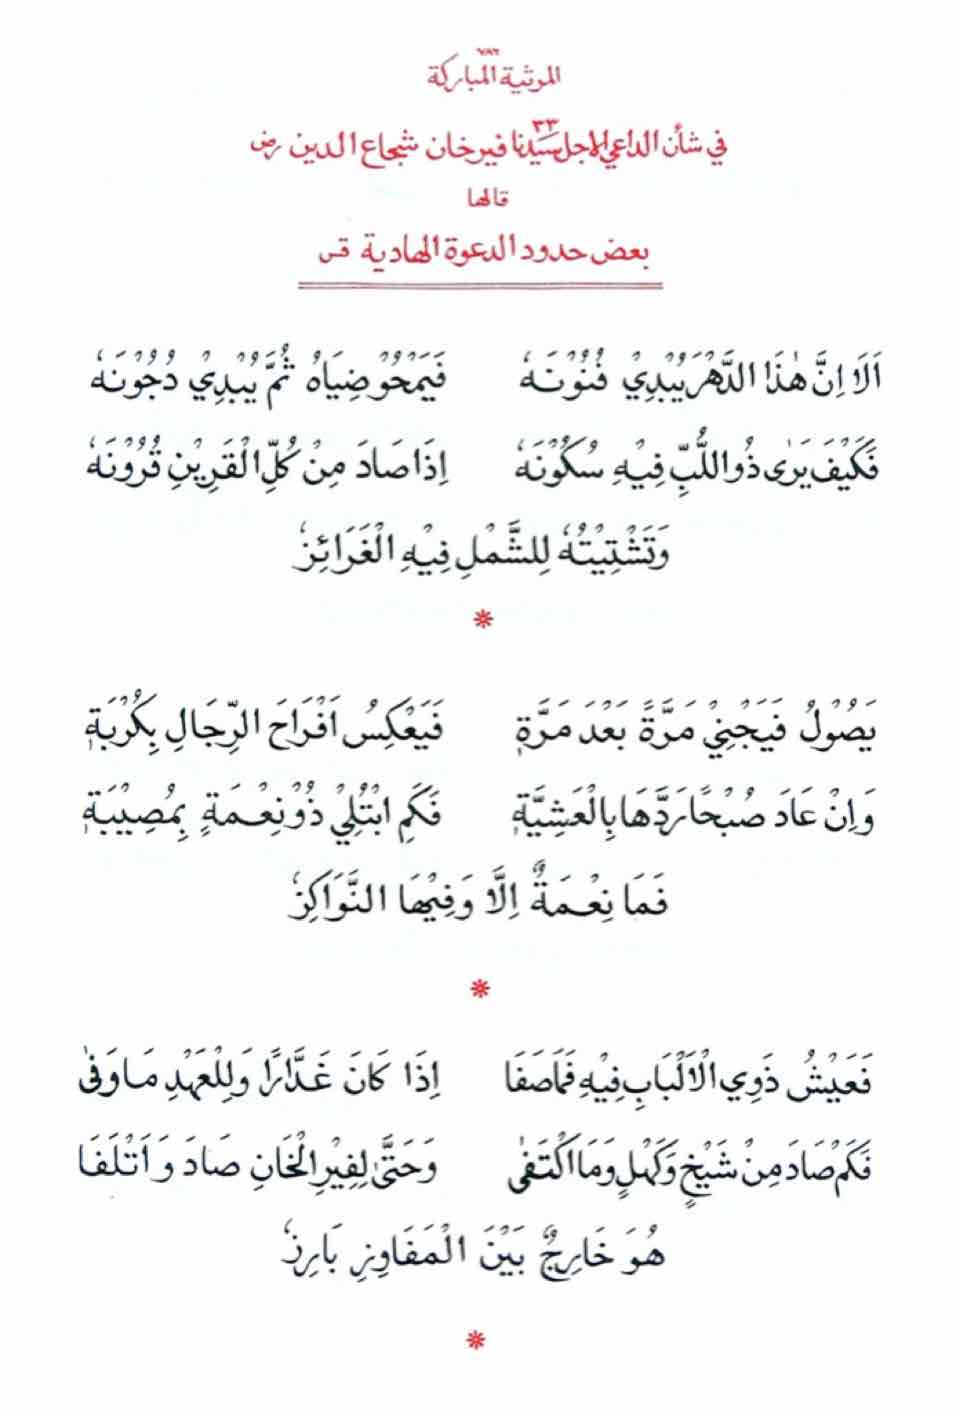 ٧٨٦
المرثية المباركة
في شأن الداعي الاجل سيدنا ٣٣ فيرخان شجاع الدين رض
قالها
بعض حدود الدعوة الهادية قس
اَلَا اِنَّ هٰذَا الدَّهْرَ يُبْدِيْ فُنُوْنَهٗ فَيَمْحُوْ ضِيَاهُ ثُمَّ يُبْدِيْ دُجُوْنَهٗ
فَكَيْفَ يَرٰى ذُو اللُّبِّ فِيْهِ سُكُوْنَهٗ اِذَا صَادَ مِنْ كُلِّ الْقَرِيْنِ قُرُوْنَهٗ
وَتَشْتِيْتُهٗ لِلشَّمْلِ فِيْهِ الْغَرَائِزٗ
*
يَصُوْلُ فَيَجْنِيْ مَرَّةً بَعْدَ مَرَّةٖ فَيَعْكِسُ اَفْرَاحَ الرِّجَالِ بِكُرْبَةٖ
وَاِنْ عَادَ صُبْحًا رَدَّهَا بِالْعَشِيَّةٖ فَكَمِ ابْتُلِيْ ذُوْ نِعْمَةٍ بِمُصِيْبَةٖ
فَمَا نِعْمَةٌ اِلَّا وَفِيْهَا النَّوَاكِزٗ
*
فَعَيْشُ ذَوِي الْاَلْبَابِ فِيْهِ فَمَا صَفَا اِذَا كَانَ غَدَّارًا وَلِلْعَهْدِ مَا وَفٰى
فَكَمْ صَادَ مِنْ شَيْخٍ وَكَهْلٍ وَمَا اكْتَفٰى وَحَتّٰى لِفِيْرِ الْخَانِ صَادَ وَاَتْلَفَا
هُوَ خَارِجٌ بَيْنَ الْمَفَاوِزِ بَارِزٗ
*